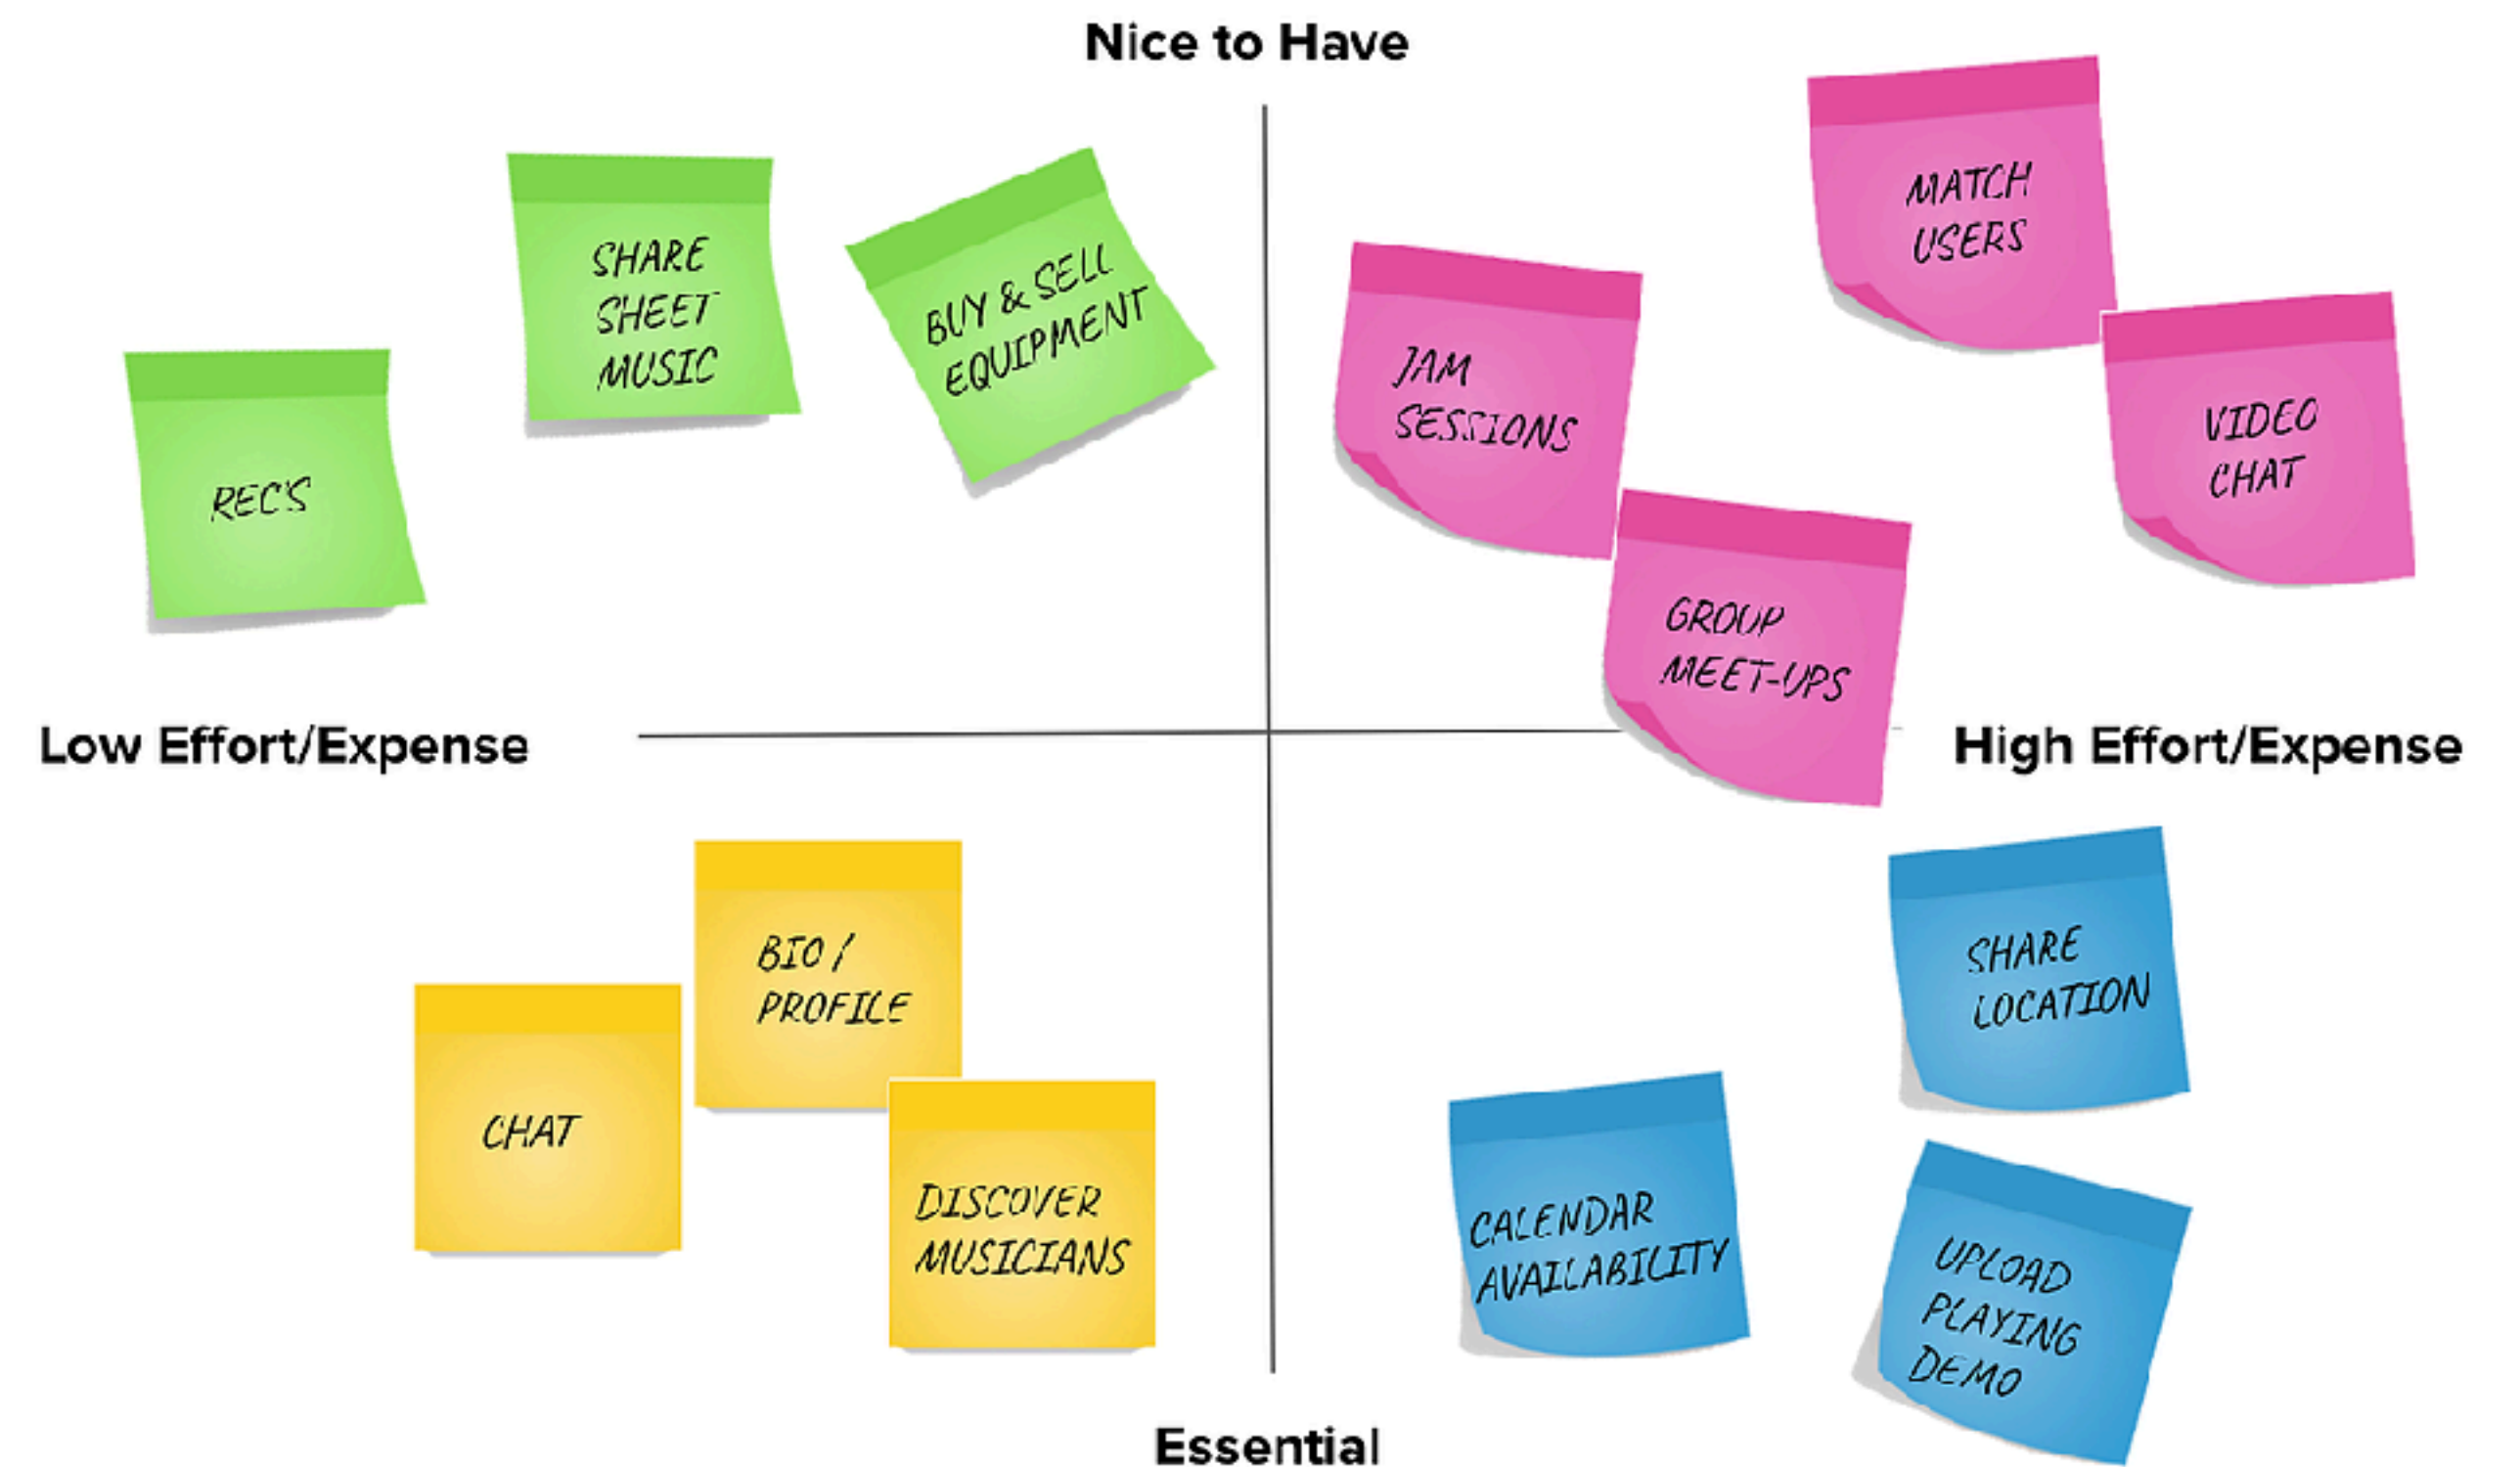 Nice to Have
MATCH
USERS
SHARE
SHEET
MUSIC
BUY & SELL
EQUIPMENT
JAM
SESSIONS
VIDEO
CHAT
REC'S
GROUP
MEET-UPS
Low Effort/Expense
High Effort/Expense
BIO /
PROFILE
SHARE
LOCATION
CHAT
DISCOVER
MUSICIANS
CALENDAR
AVAILABILITY
UPLOAD
PLAYING
DEMO
Essential